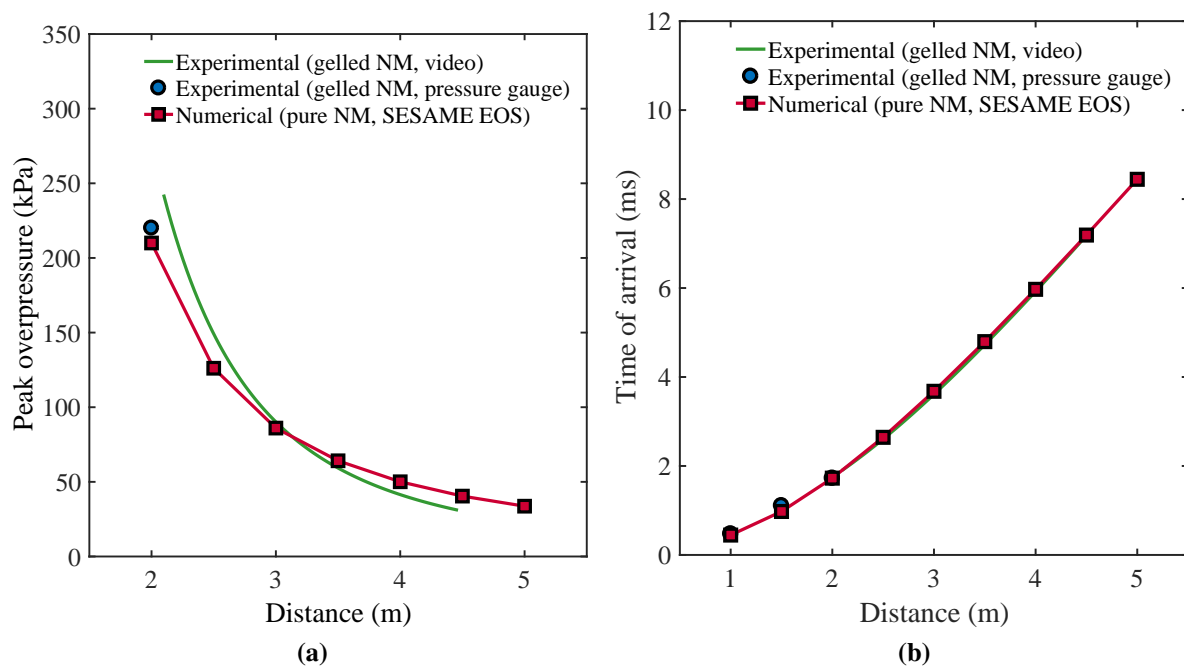 350
300
250
200
150
100
50
0
Peak overpressure (kPa)
Experimental (gelled NM, video)
Experimental (gelled NM, pressure gauge)
Numerical (pure NM, SESAME EOS)
2 3 4 5
Distance (m)
(a)
12
10
8
6
4
2
0
Time of arrival (ms)
Experimental (gelled NM, video)
Experimental (gelled NM, pressure gauge)
Numerical (pure NM, SESAME EOS)
1 2 3 4 5
Distance (m)
(b)